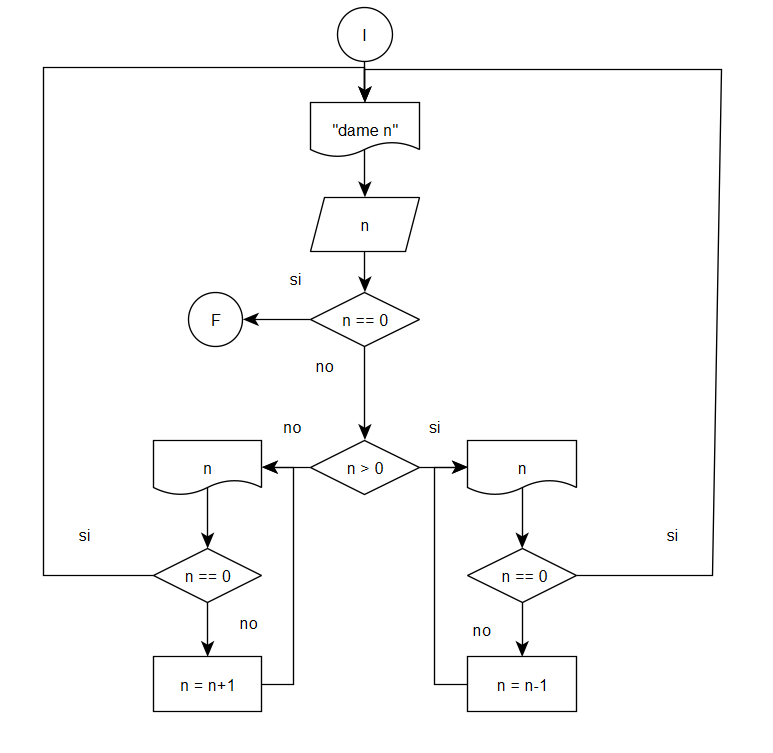 I
"dame n"
n
si
F
n == 0
no
no
si
n
n > 0
n
si
si
n == 0
n == 0
no
no
n = n+1
n = n-1